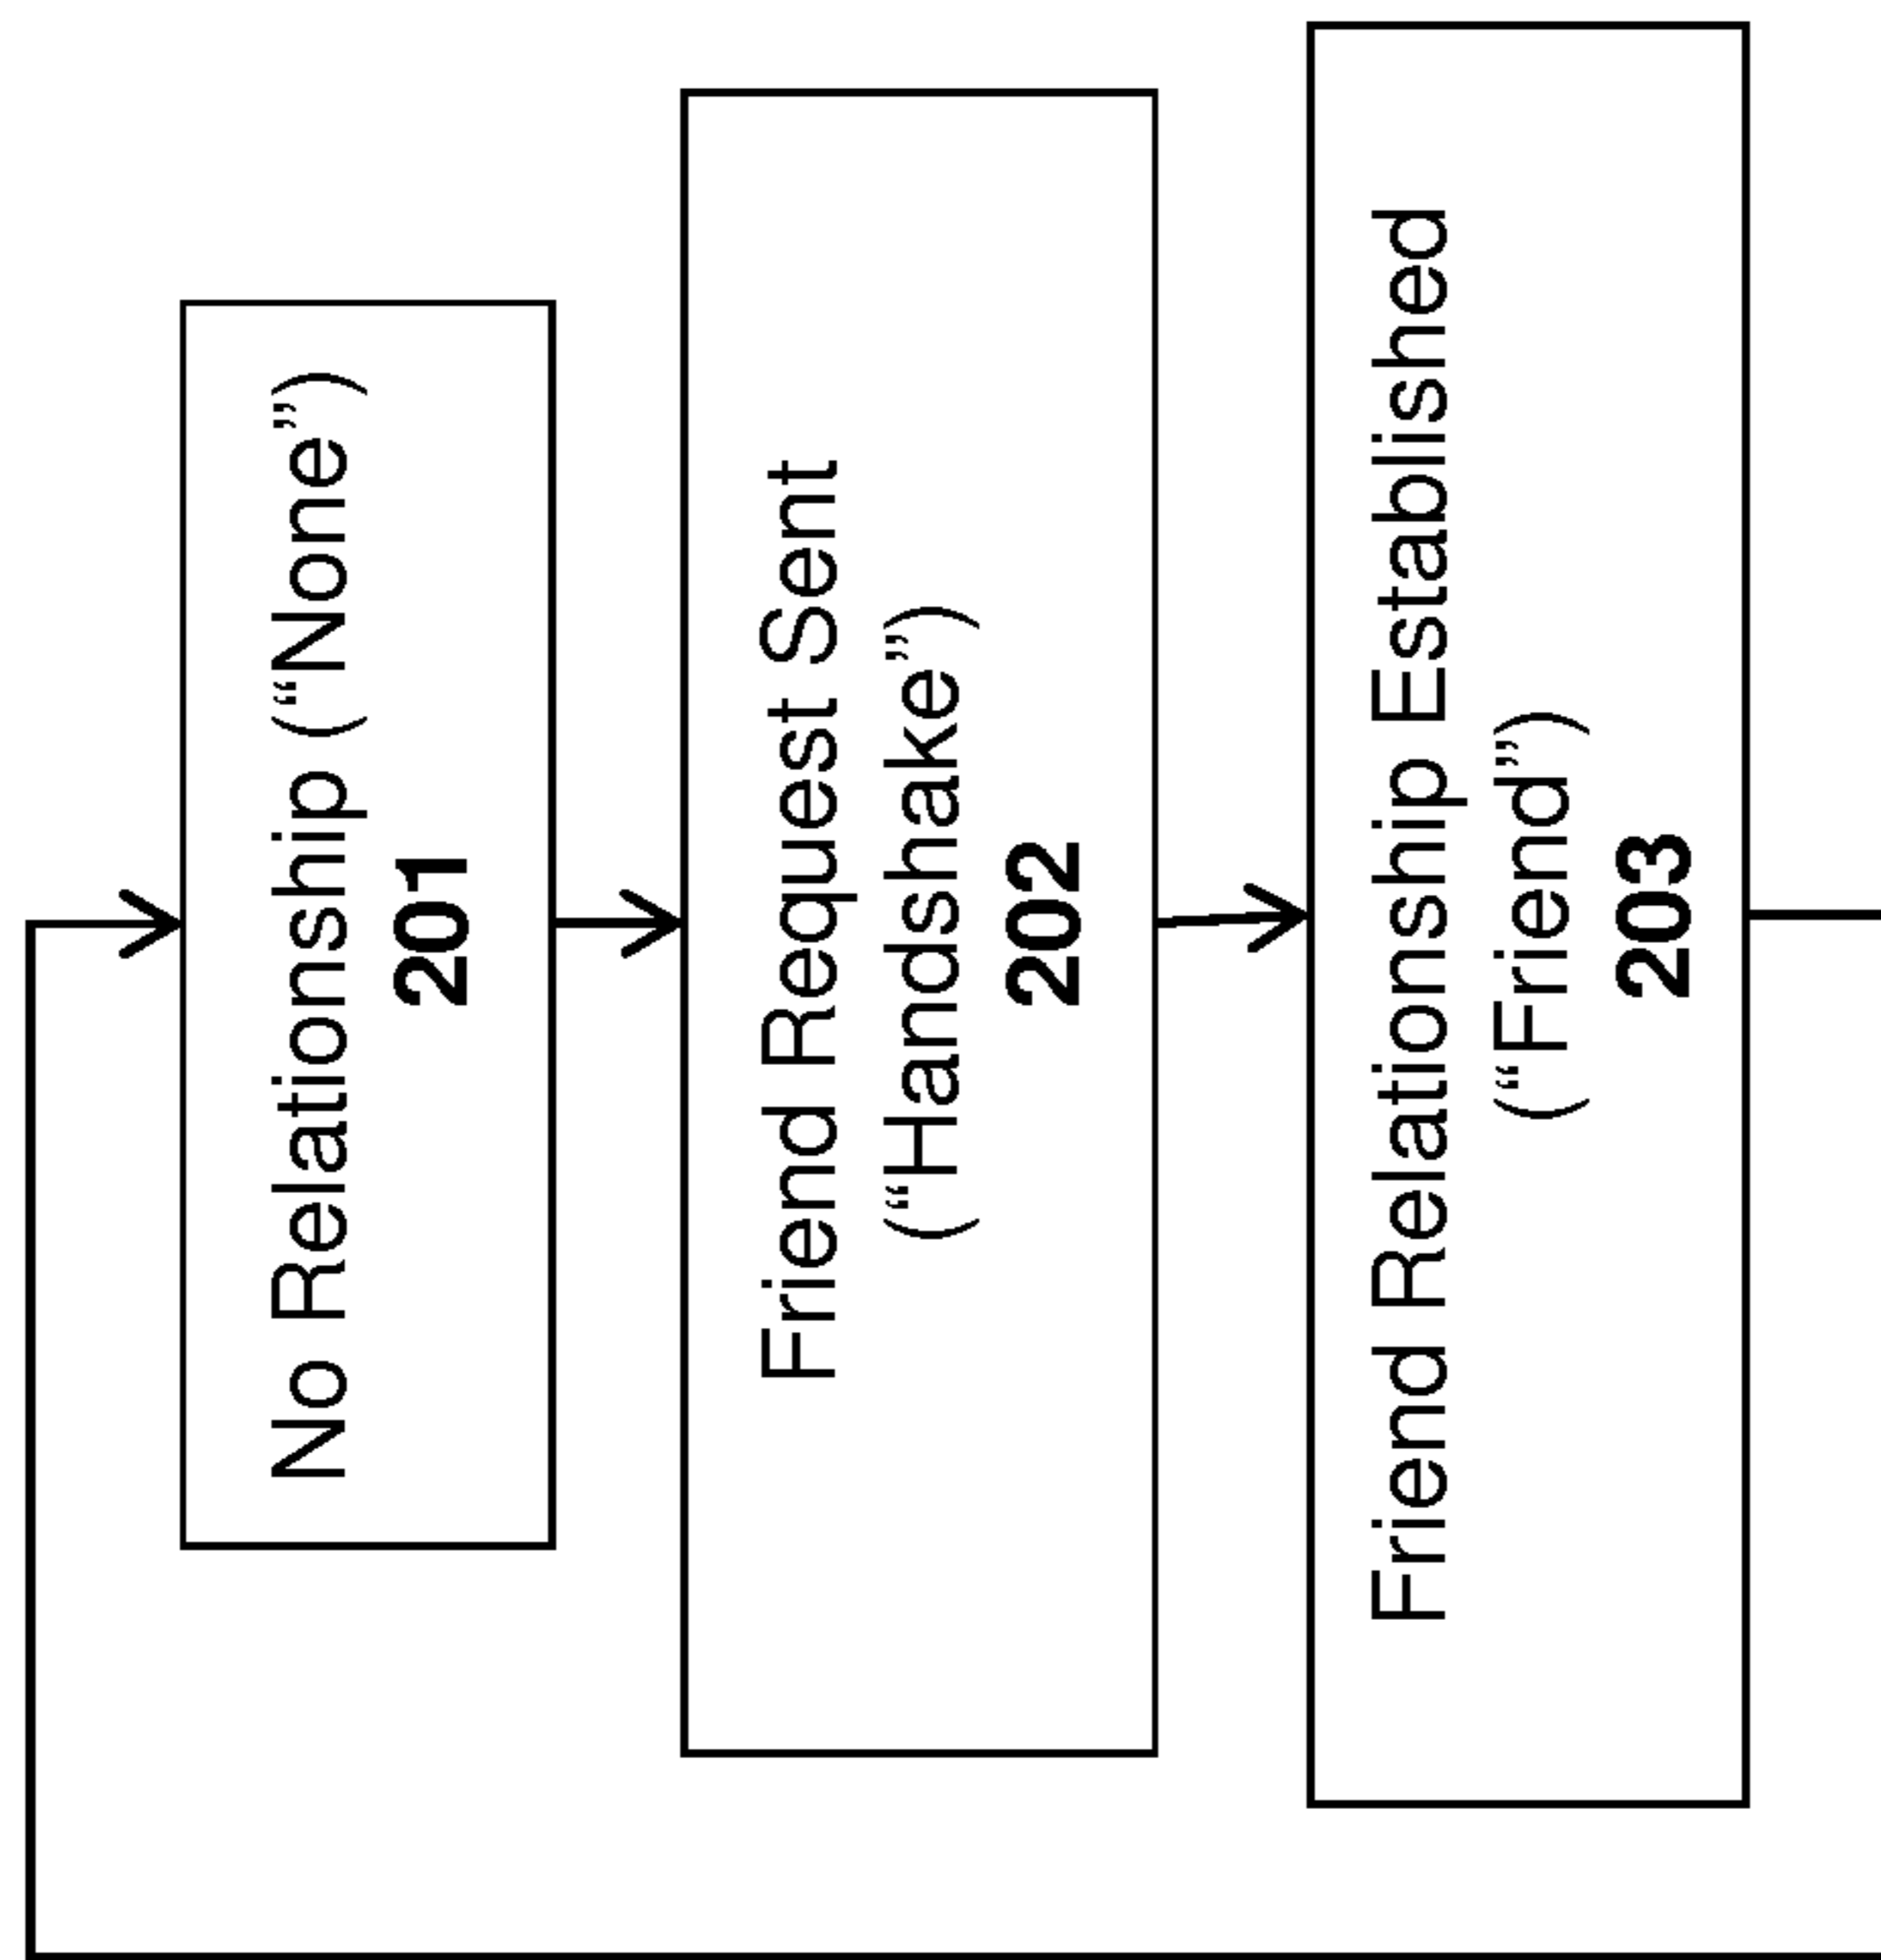 No Relationship (“None”)
201
Friend Request Sent
(“Handshake”)
202
Friend Relationship Established
(“Friend”)
203